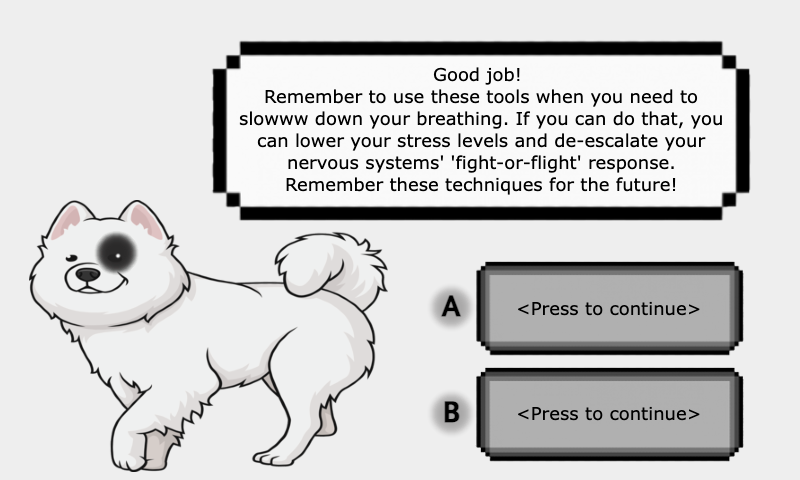 Good job!
Remember to use these tools when you need to
slowww down your breathing. If you can do that, you
can lower your stress levels and de-escalate your
nervous systems' 'fight-or-flight' response.
Remember these techniques for the future!
A
<Press to continue>
B
<Press to continue>